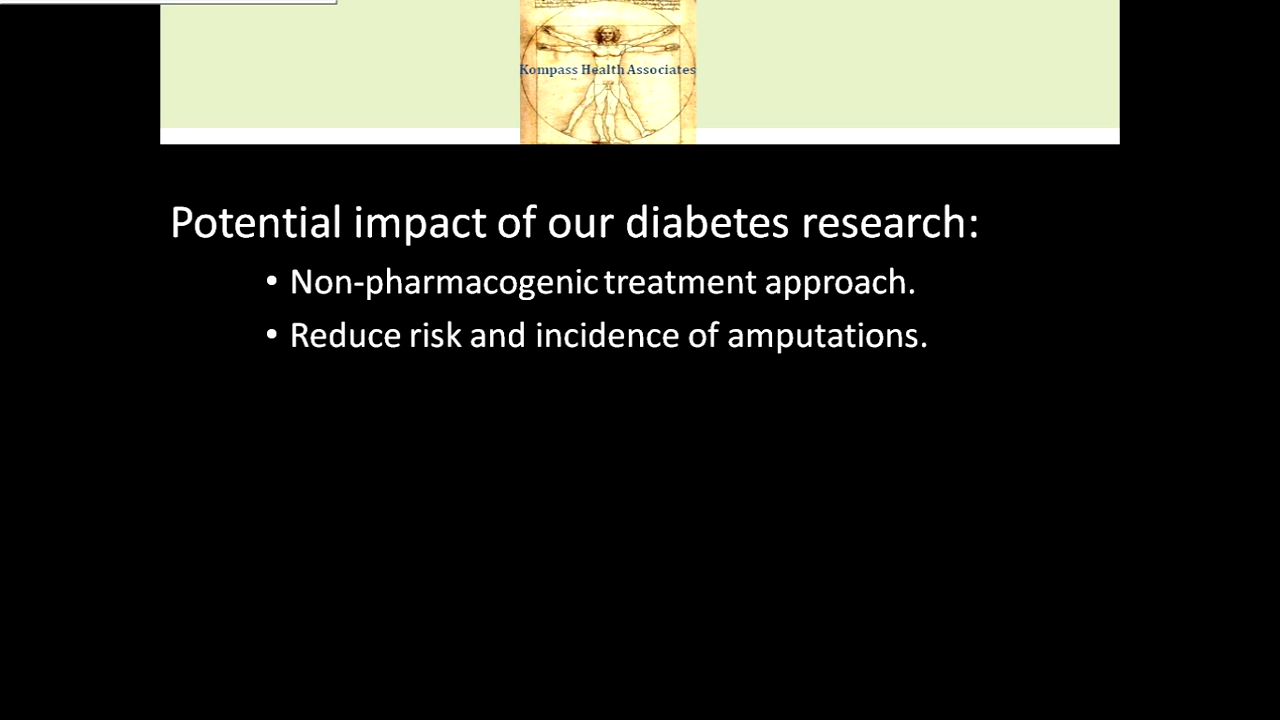 Kompass Health Associates
Potential impact of our diabetes research:
• Non-pharmacogenic treatment approach.
• Reduce risk and incidence of amputations.